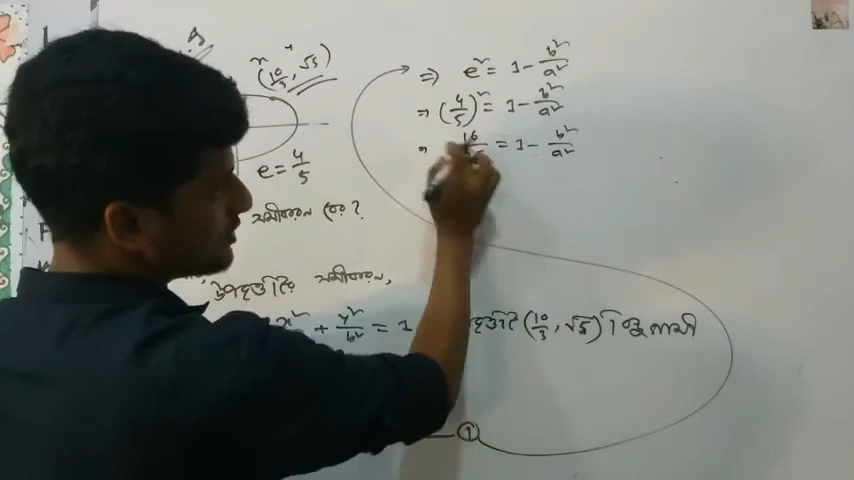 (10/3, √5)
e = 4/5
সমীকরণ বের ?
উপবৃত্তের সমীকরণ,
x²/a² + y²/b² = 1
(10/3, √5) বিন্দুগামী
①
⇒ e² = 1 - b²/a²
⇒ (4/5)² = 1 - b²/a²
⇒ 16/25 = 1 - b²/a²